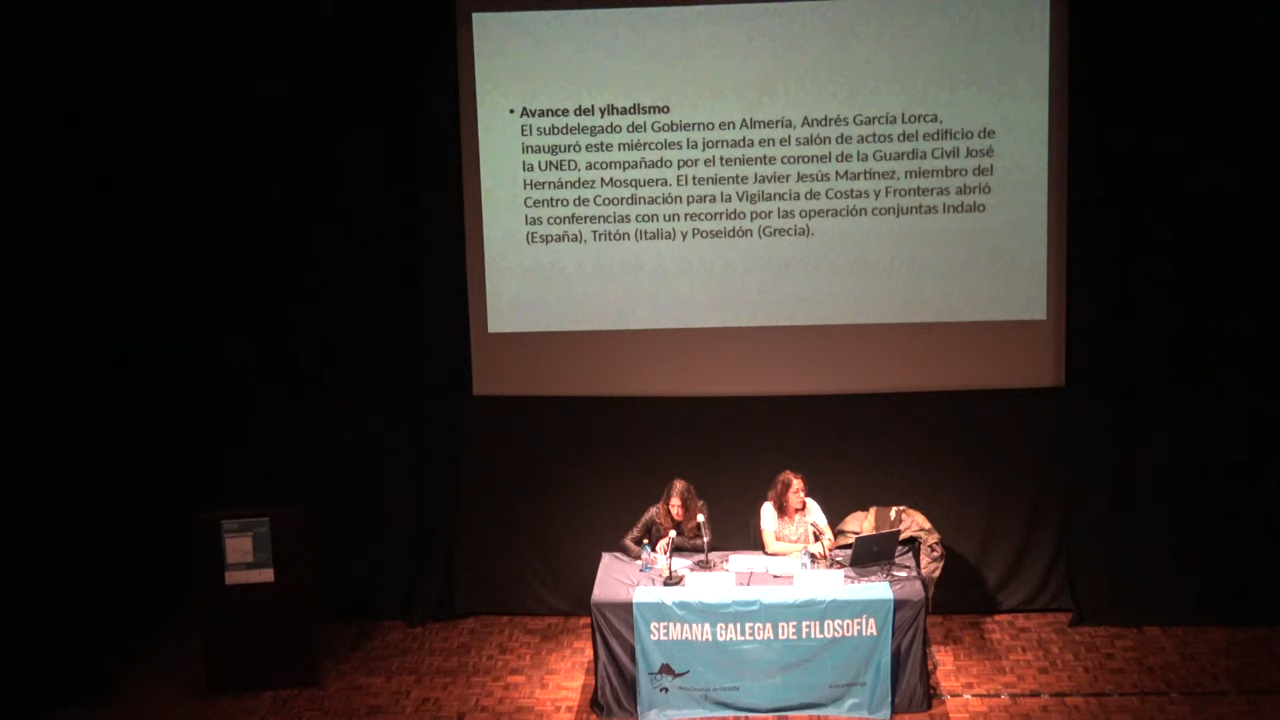 • Avance del yihadismo
El subdelegado del Gobierno en Almería, Andrés García Lorca,
inauguró este miércoles la jornada en el salón de actos del edificio de
la UNED, acompañado por el teniente coronel de la Guardia Civil José
Hernández Mosquera. El teniente Javier Jesús Martínez, miembro del
Centro de Coordinación para la Vigilancia de Costas y Fronteras abrió
las conferencias con un recorrido por las operación conjuntas Indalo
(España), Tritón (Italia) y Poseidón (Grecia).
SEMANA GALEGA DE FILOSOFÍA